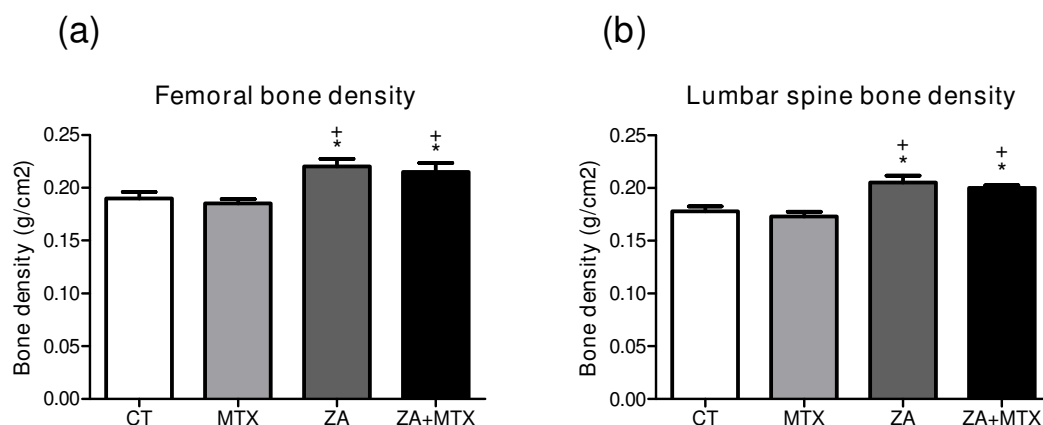 (a)
Femoral bone density
Bone density (g/cm2)
0.25
0.20
0.15
0.10
0.05
0.00
+
*
+
*
CT MTX ZA ZA+MTX
(b)
Lumbar spine bone density
Bone density (g/cm2)
0.25
0.20
0.15
0.10
0.05
0.00
+
*
+
*
CT MTX ZA ZA+MTX